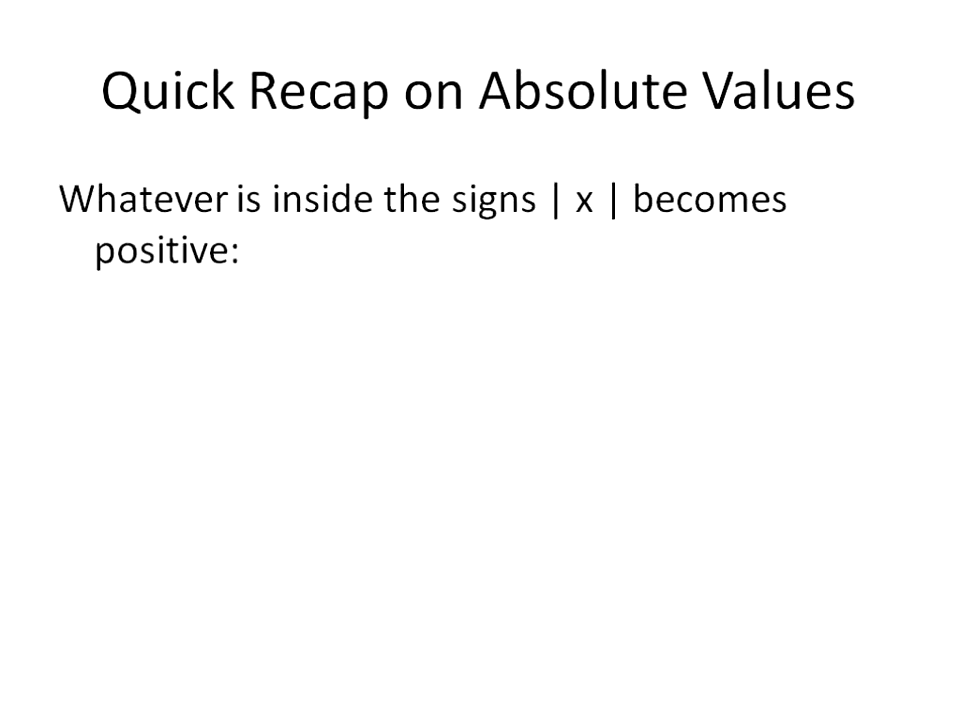 Quick Recap on Absolute Values
Whatever is inside the signs | x | becomes
positive: